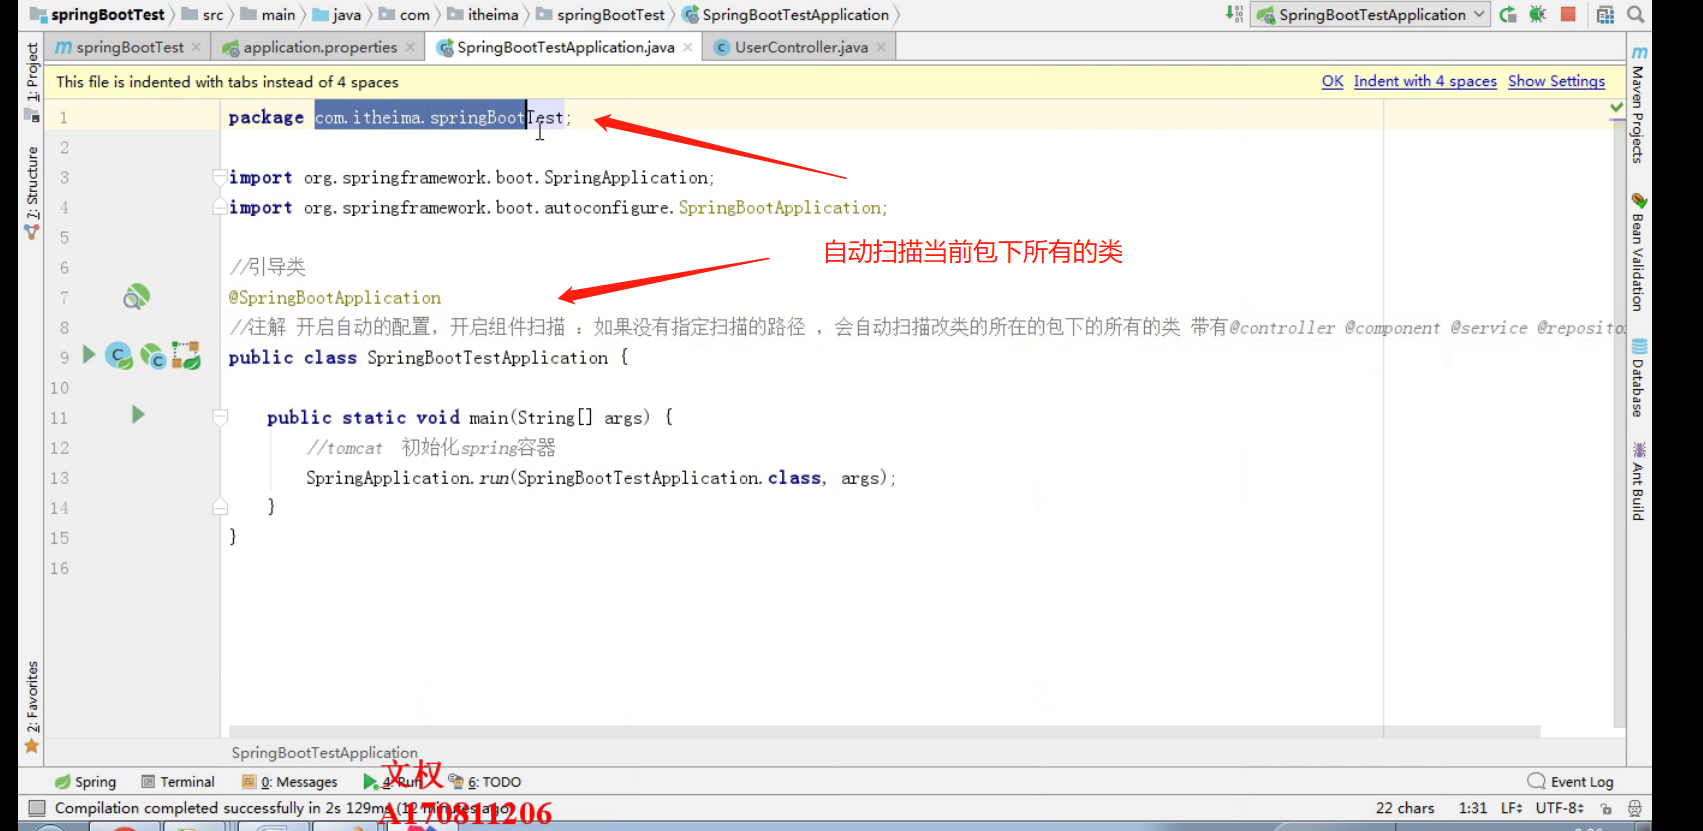 springBootTest src main java com itheima springBootTest SpringBootTestApplication SpringBootTestApplication
springBootTest application.properties SpringBootTestApplication.java UserController.java
This file is indented with tabs instead of 4 spaces OK Indent with 4 spaces Show Settings
1: Project
7: Structure
2: Favorites
1 package com.itheima.springBootTest;
2
3 import org.springframework.boot.SpringApplication;
4 import org.springframework.boot.autoconfigure.SpringBootApplication;
5
自动扫描当前包下所有的类
6 //引导类
7 @SpringBootApplication
8 //注解 开启自动的配置，开启组件扫描 ：如果没有指定扫描的路径 ，会自动扫描改类的所在的包下的所有的类 带有@controller @component @service @reposito
9 public class SpringBootTestApplication {
10
11 public static void main(String[] args) {
12 //tomcat 初始化spring容器
13 SpringApplication.run(SpringBootTestApplication.class, args);
14 }
15 }
16
Maven Projects
Bean Validation
Database
Ant Build
SpringBootTestApplication
Spring Terminal 0: Messages 4: Run 6: TODO Event Log
文权
Compilation completed successfully in 2s 129ms (12 minutes ago) 22 chars 1:31 LF UTF-8
A170811206